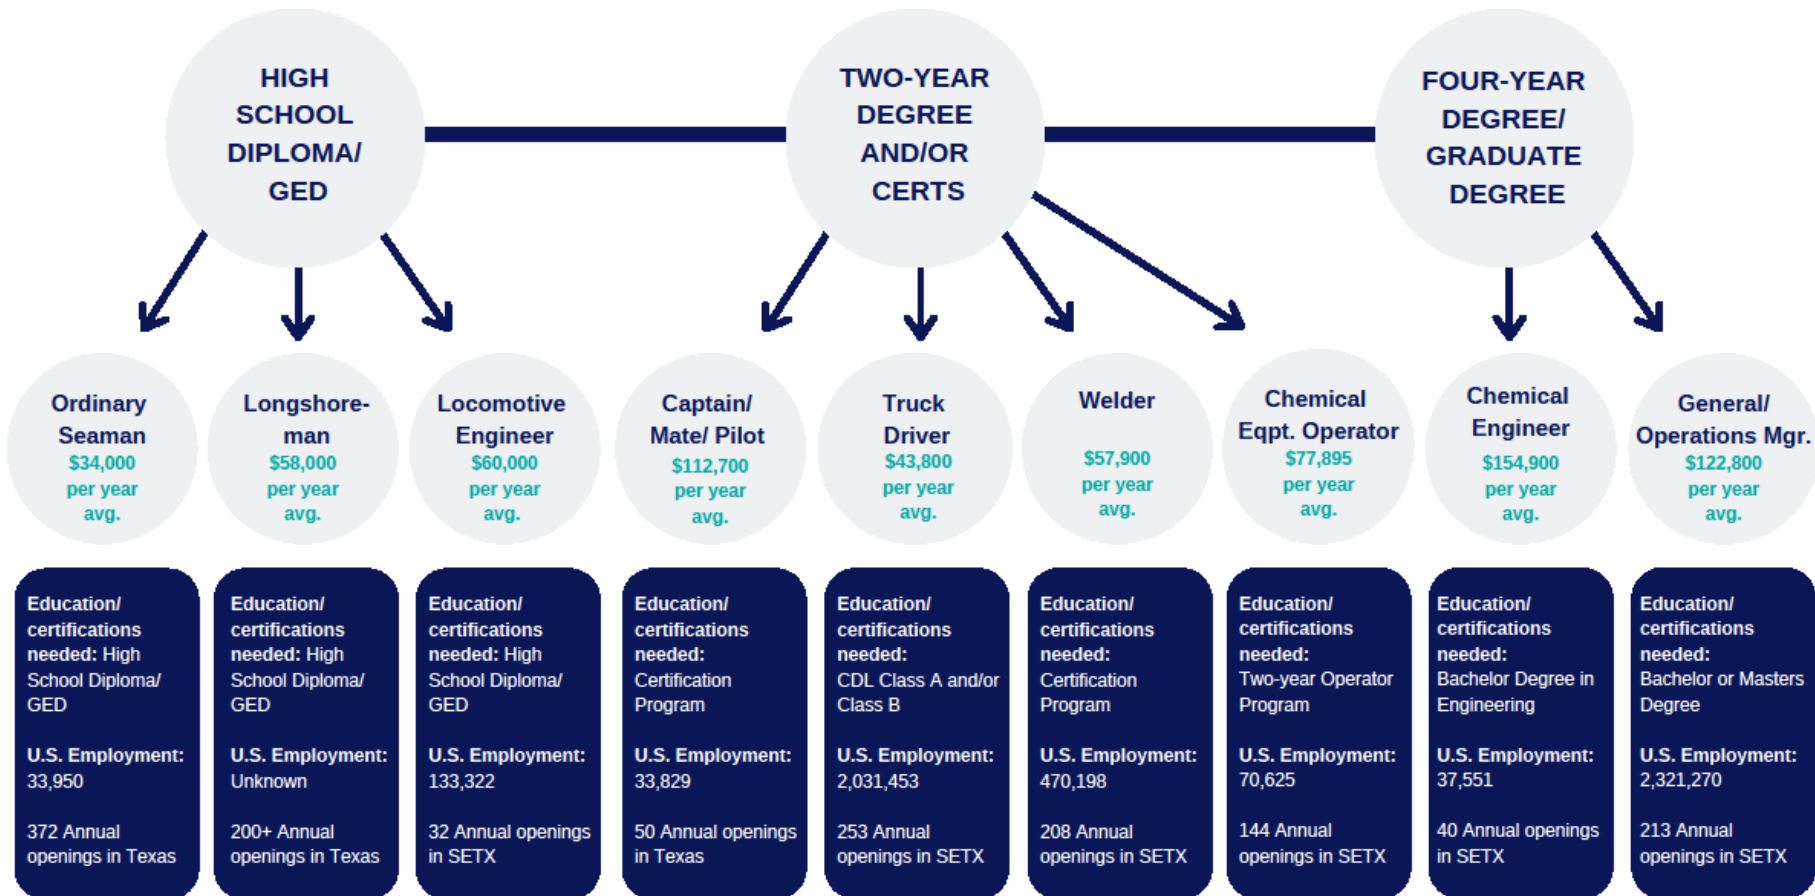 HIGH
SCHOOL
DIPLOMA/
GED
TWO-YEAR
DEGREE
AND/OR
CERTS
FOUR-YEAR
DEGREE/
GRADUATE
DEGREE
Ordinary
Seaman
$34,000
per year
avg.
Longshore-
man
$58,000
per year
avg.
Locomotive
Engineer
$60,000
per year
avg.
Captain/
Mate/ Pilot
$112,700
per year
avg.
Truck
Driver
$43,800
per year
avg.
Welder
$57,900
per year
avg.
Chemical
Eqpt. Operator
$77,895
per year
avg.
Chemical
Engineer
$154,900
per year
avg.
General/
Operations Mgr.
$122,800
per year
avg.
Education/
certifications
needed: High
School Diploma/
GED
U.S. Employment:
33,950
372 Annual
openings in Texas
Education/
certifications
needed: High
School Diploma/
GED
U.S. Employment:
Unknown
200+ Annual
openings in Texas
Education/
certifications
needed: High
School Diploma/
GED
U.S. Employment:
133,322
32 Annual openings
in SETX
Education/
certifications
needed:
Certification
Program
U.S. Employment:
33,829
50 Annual openings
in Texas
Education/
certifications
needed:
CDL Class A and/or
Class B
U.S. Employment:
2,031,453
253 Annual
openings in SETX
Education/
certifications
needed:
Certification
Program
U.S. Employment:
470,198
208 Annual
openings in SETX
Education/
certifications
needed:
Two-year Operator
Program
U.S. Employment:
70,625
144 Annual
openings in SETX
Education/
certifications
needed:
Bachelor Degree in
Engineering
U.S. Employment:
37,551
40 Annual openings
in SETX
Education/
certifications
needed:
Bachelor or Masters
Degree
U.S. Employment:
2,321,270
213 Annual
openings in SETX